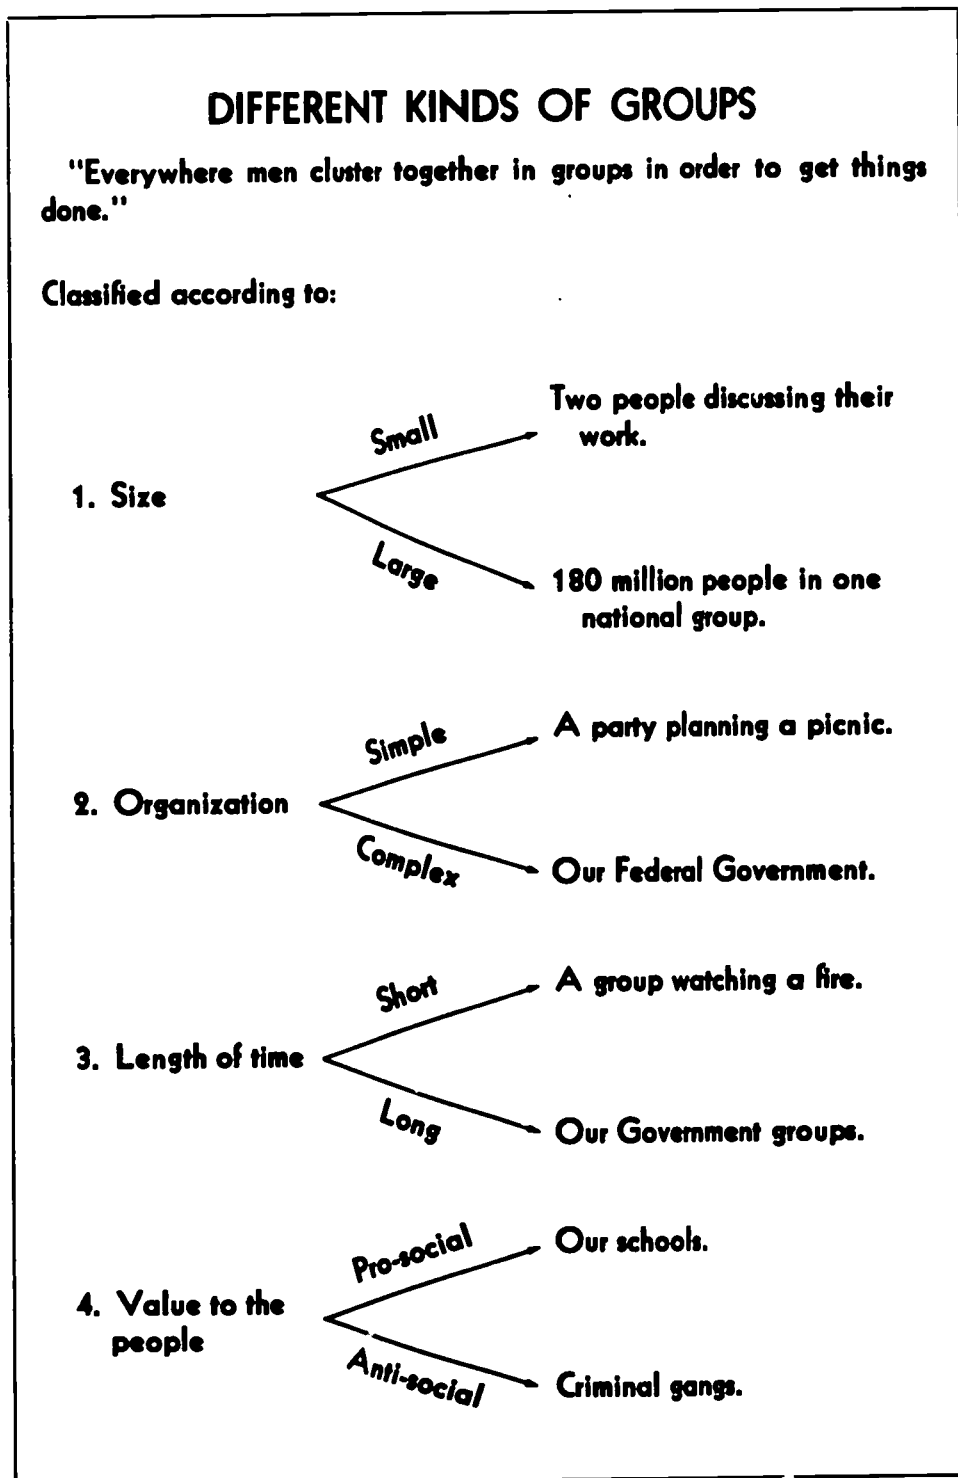 DIFFERENT KINDS OF GROUPS
"Everywhere men cluster together in groups in order to get things
done."
Classified according to:
1. Size
Small
Two people discussing their
work.
Large
180 million people in one
national group.
2. Organization
Simple
A party planning a picnic.
Complex
Our Federal Government.
3. Length of time
Short
A group watching a fire.
Long
Our Government groups.
4. Value to the
people
Pro-social
Our schools.
Anti-social
Criminal gangs.